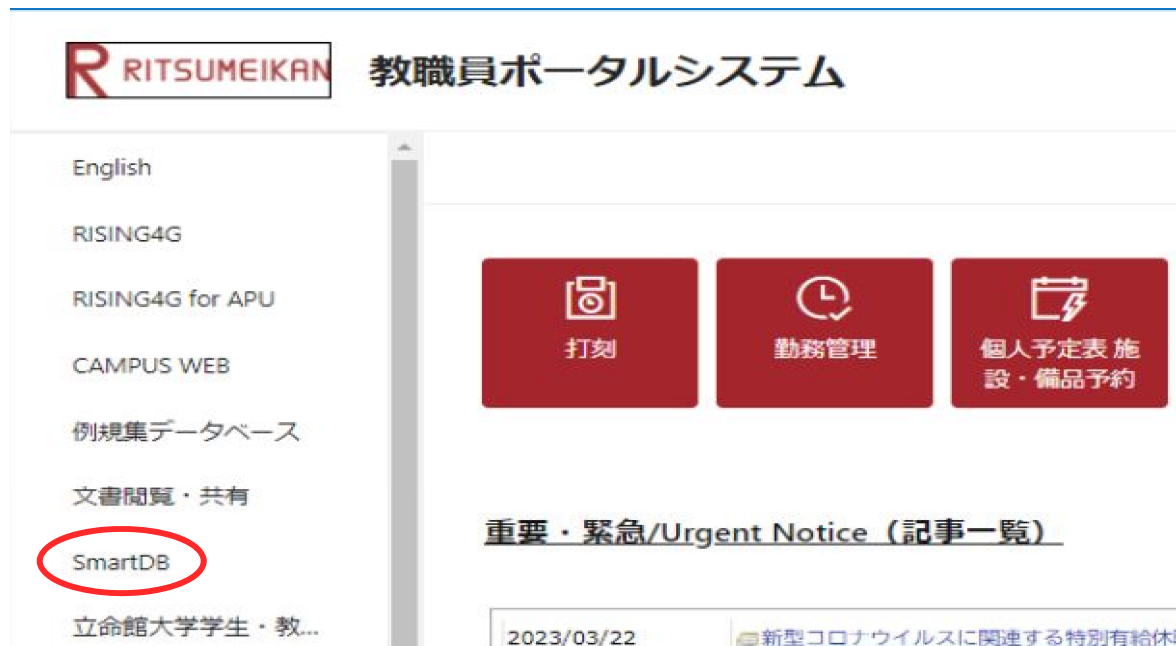 RITSUMEIKAN 教職員ポータルシステム
English
RISING4G
RISING4G for APU
CAMPUS WEB
例規集データベース
文書閲覧・共有
SmartDB
立命館大学学生・教...
打刻
勤務管理
個人予定表 施
設・備品予約
重要・緊急/Urgent Notice（記事一覧）
2023/03/22 新型コロナウイルスに関連する特別有給休